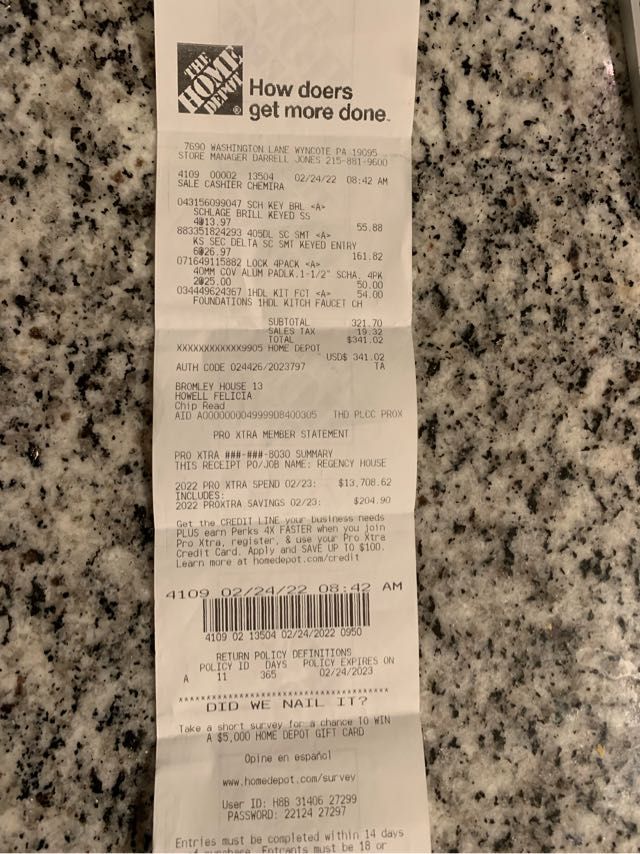 THE
HOME
DEPOT
®
How doers
get more done.
7690 WASHINGTON LANE WYNCOTE PA 19095
STORE MANAGER DARRELL JONES 215-881-9600
4109 00002 13504 02/24/22 08:42 AM
SALE CASHIER CHEMIRA
043156099047 SCH KEY BRL <A>
SCHLAGE BRILL KEYED SS
4@13.97 55.88
883351824293 405DL SC SMT <A>
KS SEC DELTA SC SMT KEYED ENTRY
6@26.97 161.82
071649115882 LOCK 4PACK <A>
40MM COV ALUM PADLK.1-1/2" SCHA. 4PK
2@25.00 50.00
034449624367 1HDL KIT FCT <A> 54.00
FOUNDATIONS 1HDL KITCH FAUCET CH
SUBTOTAL 321.70
SALES TAX 19.32
TOTAL $341.02
XXXXXXXXXXXX9905 HOME DEPOT
USD$ 341.02
AUTH CODE 024426/2023797 TA
BROMLEY HOUSE 13
HOWELL FELICIA
Chip Read
AID A000000004999908400305 THD PLCC PROX
PRO XTRA MEMBER STATEMENT
PRO XTRA ###-###-8030 SUMMARY
THIS RECEIPT PO/JOB NAME: REGENCY HOUSE
2022 PRO XTRA SPEND 02/23: $13,708.62
INCLUDES:
2022 PROXTRA SAVINGS 02/23: $204.90
Get the CREDIT LINE your business needs
PLUS earn Perks 4X FASTER when you join
Pro Xtra, register, & use your Pro Xtra
Credit Card. Apply and SAVE UP TO $100.
Learn more at homedepot.com/credit
4109 02/24/22 08:42 AM
4109 02 13504 02/24/2022 0950
RETURN POLICY DEFINITIONS
POLICY ID DAYS POLICY EXPIRES ON
A 11 365 02/24/2023
DID WE NAIL IT?
Take a short survey for a chance TO WIN
A $5,000 HOME DEPOT GIFT CARD
Opine en español
www.homedepot.com/survey
User ID: H8B 31406 27299
PASSWORD: 22124 27297
Entries must be completed within 14 days
purchase. Entrants must be 18 or